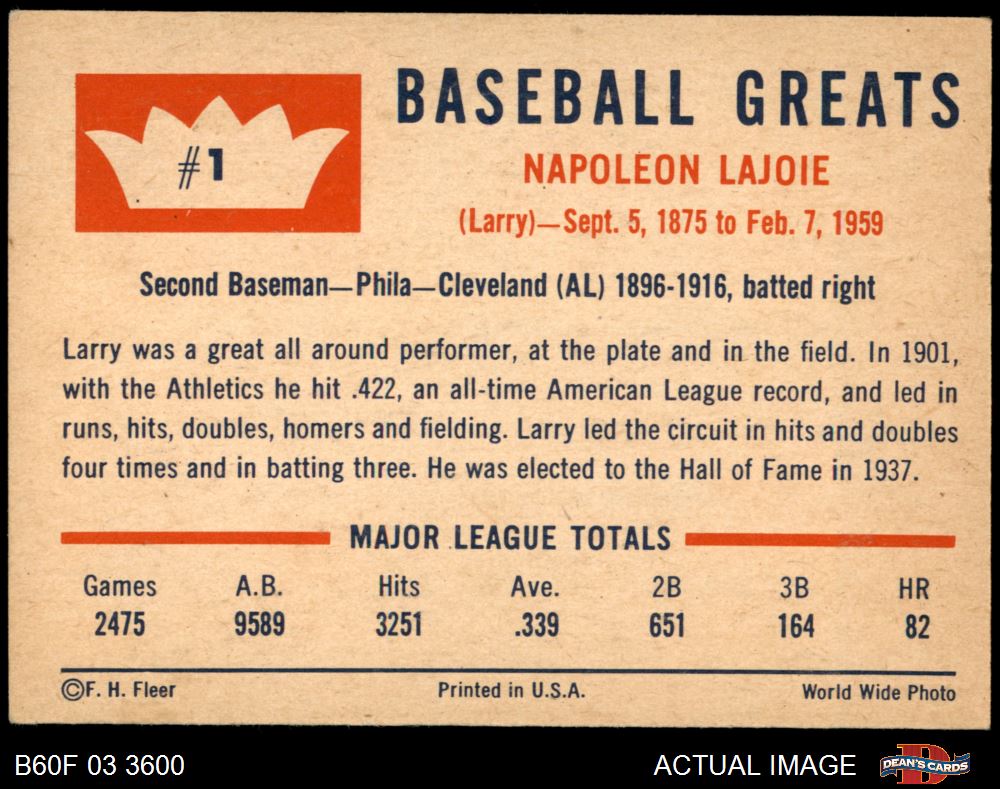 #1
BASEBALL GREATS
NAPOLEON LAJOIE
(Larry)—Sept. 5, 1875 to Feb. 7, 1959
Second Baseman—Phila—Cleveland (AL) 1896-1916, batted right
Larry was a great all around performer, at the plate and in the field. In 1901,
with the Athletics he hit .422, an all-time American League record, and led in
runs, hits, doubles, homers and fielding. Larry led the circuit in hits and doubles
four times and in batting three. He was elected to the Hall of Fame in 1937.
MAJOR LEAGUE TOTALS
Games A.B. Hits Ave. 2B 3B HR
2475 9589 3251 .339 651 164 82
©F. H. Fleer Printed in U.S.A. World Wide Photo
B60F 03 3600 ACTUAL IMAGE D DEAN'S CARDS